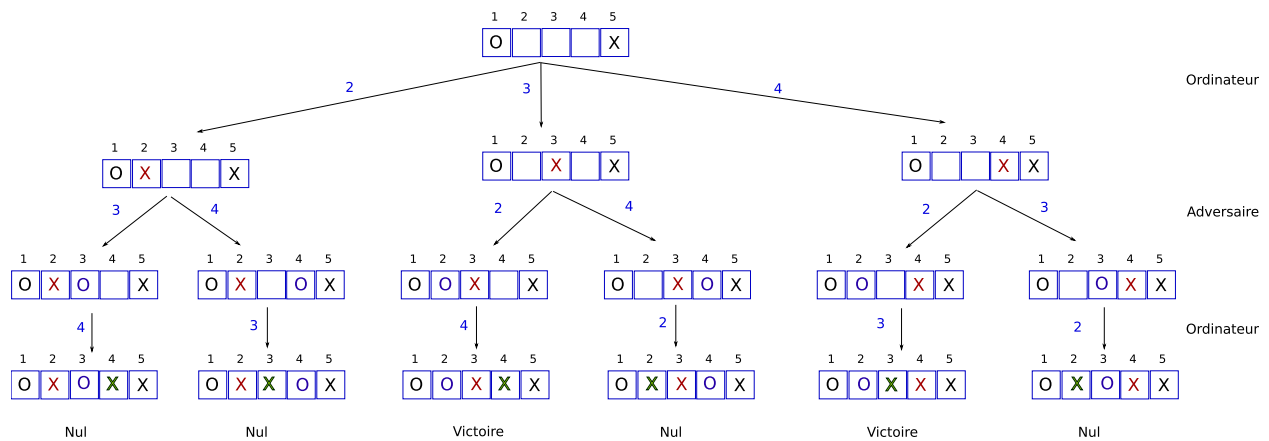 1 2 3 4 5
O X
2 3 4
Ordinateur
1 2 3 4 5
O X X
1 2 3 4 5
O X X
1 2 3 4 5
O X X
3 4 2 4 2 3
Adversaire
1 2 3 4 5
O X O X
1 2 3 4 5
O X O X
1 2 3 4 5
O O X X
1 2 3 4 5
O X O X
1 2 3 4 5
O O X X
1 2 3 4 5
O O X X
4 3 4 2 3 2
Ordinateur
1 2 3 4 5
O X O X X
1 2 3 4 5
O X X O X
1 2 3 4 5
O O X X X
1 2 3 4 5
O X X O X
1 2 3 4 5
O O X X X
1 2 3 4 5
O X O X X
Nul Nul Victoire Nul Victoire Nul